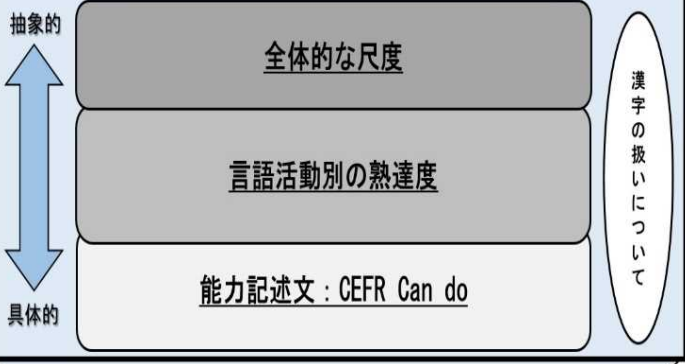 抽象的
全体的な尺度
言語活動別の熟達度
能力記述文：CEFR Can do
具体的
漢字の扱いについて